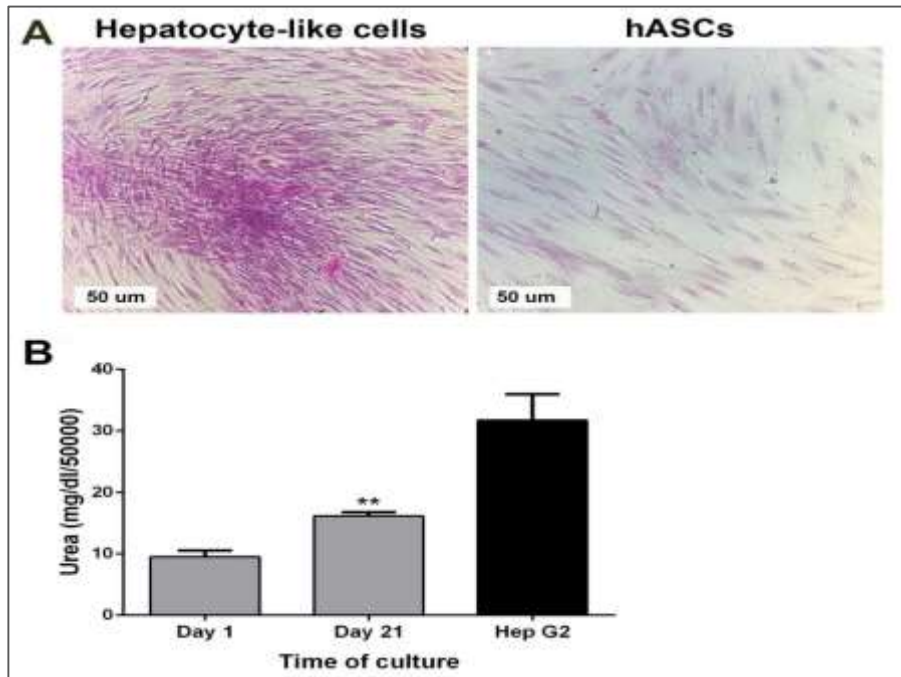 A
Hepatocyte-like cells
hASCs
50 um
50 um
B
Urea (mg/dl/50000)
40
30
20
10
0
**
Day 1
Day 21
Hep G2
Time of culture